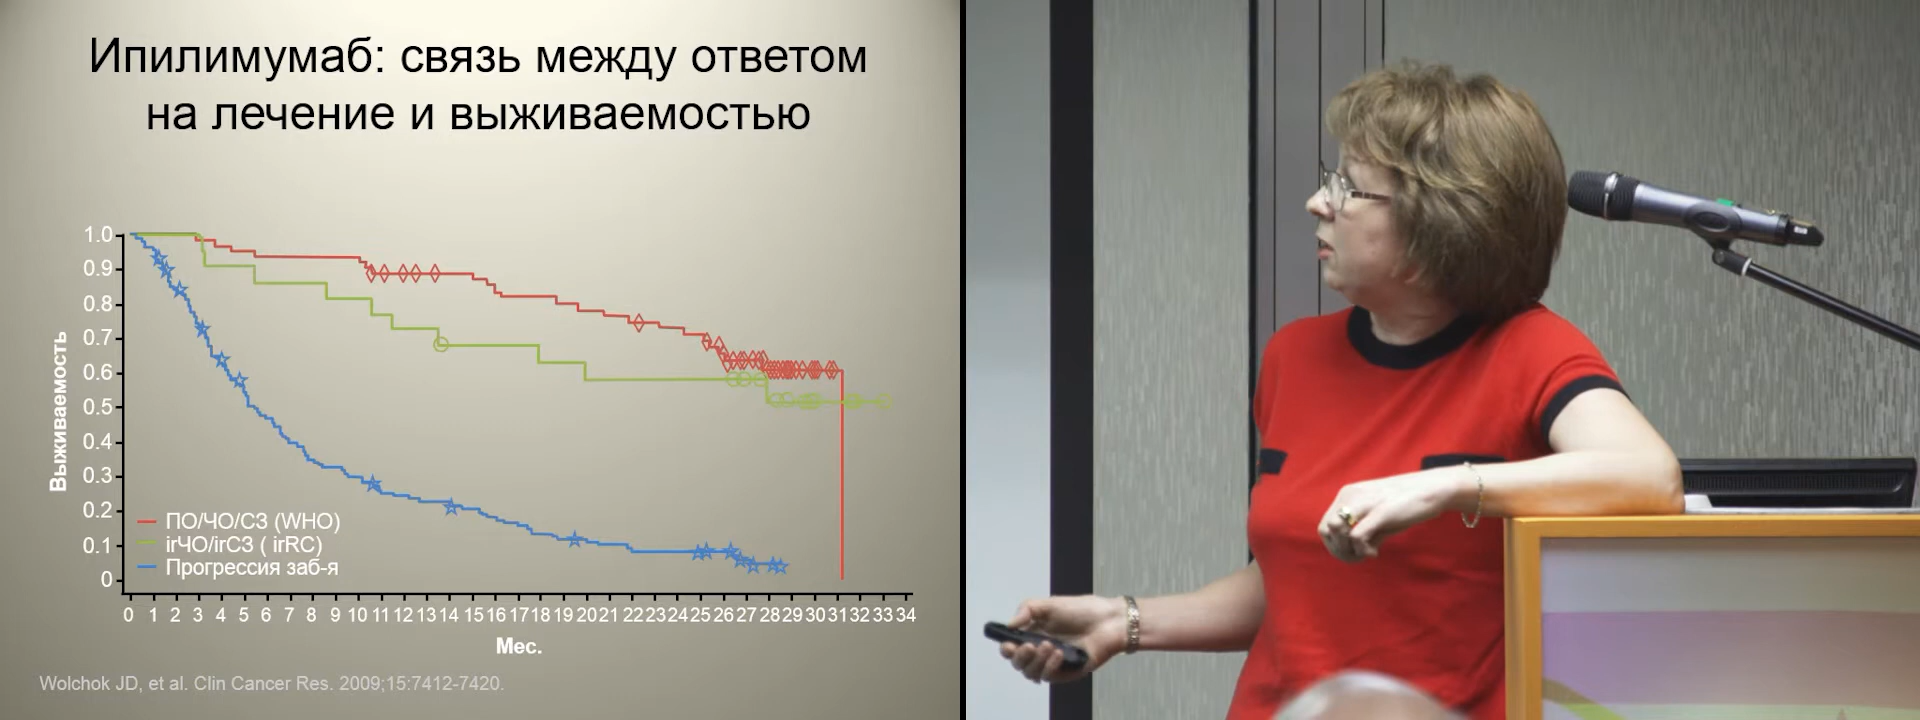 Ипилимумаб: связь между ответом
на лечение и выживаемостью
1.0
0.9
0.8
0.7
0.6
0.5
0.4
0.3
0.2
0.1
0
Выживаемость
ПО/ЧО/СЗ (WHO)
irЧО/irСЗ ( irRC)
Прогрессия заб-я
0 1 2 3 4 5 6 7 8 9 10 11 12 13 14 15 16 17 18 19 20 21 22 23 24 25 26 27 28 29 30 31 32 33 34
Мес.
Wolchok JD, et al. Clin Cancer Res. 2009;15:7412-7420.